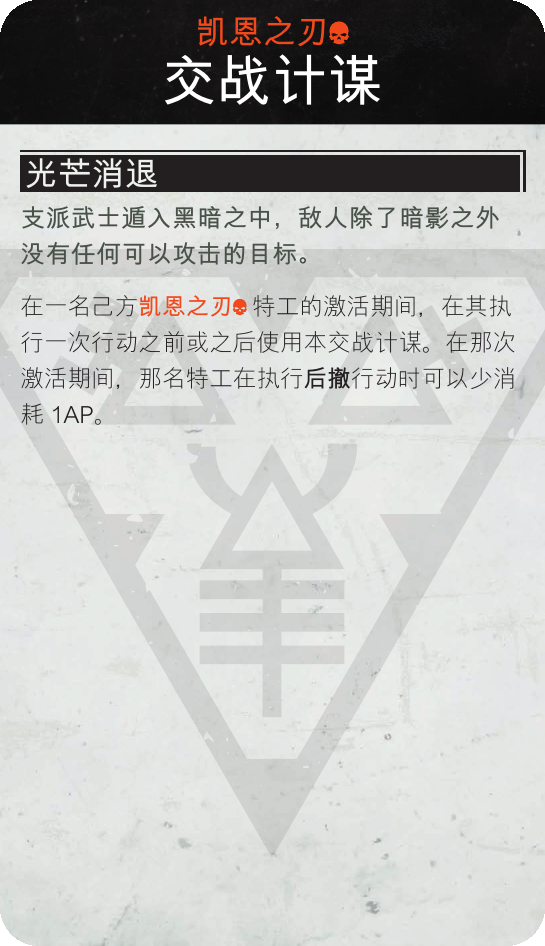 凯恩之刃
交战计谋
光芒消退
支派武士遁入黑暗之中，敌人除了暗影之外
没有任何可以攻击的目标。
在一名己方凯恩之刃特工的激活期间，在其执
行一次行动之前或之后使用本交战计谋。在那次
激活期间，那名特工在执行后撤行动时可以少消
耗 1AP。